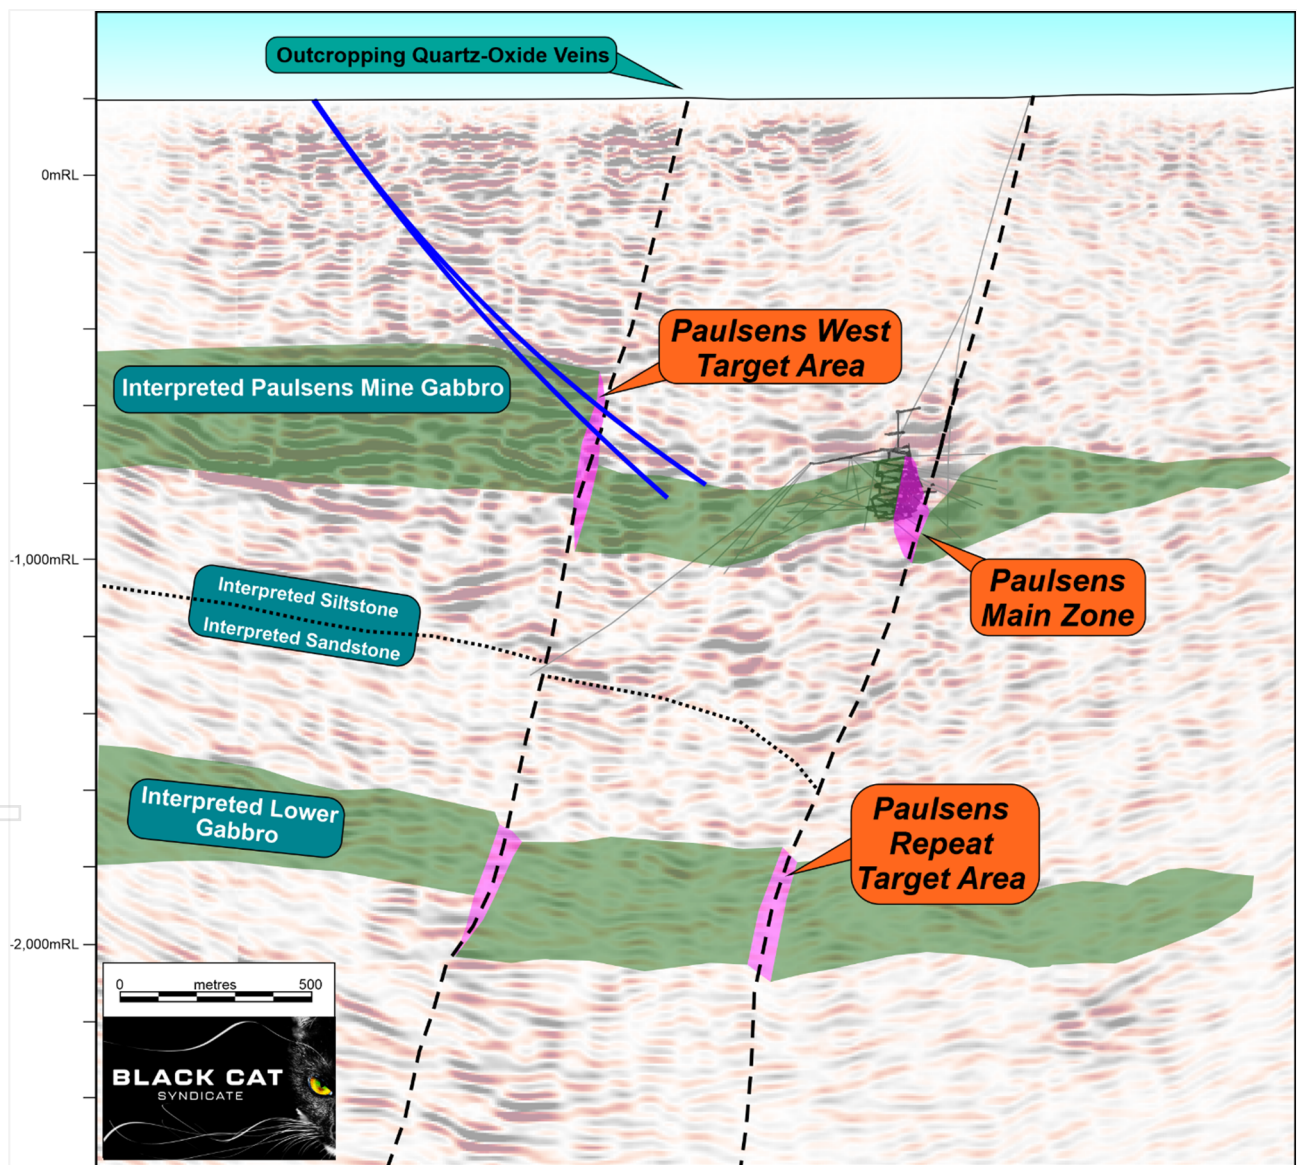 Outcropping Quartz-Oxide Veins
0mRL
Paulsens West
Target Area
Interpreted Paulsens Mine Gabbro
-1,000mRL
Paulsens
Main Zone
Interpreted Siltstone
Interpreted Sandstone
Interpreted Lower
Gabbro
Paulsens
Repeat
Target Area
-2,000mRL
0 metres 500
BLACK CAT
SYNDICATE